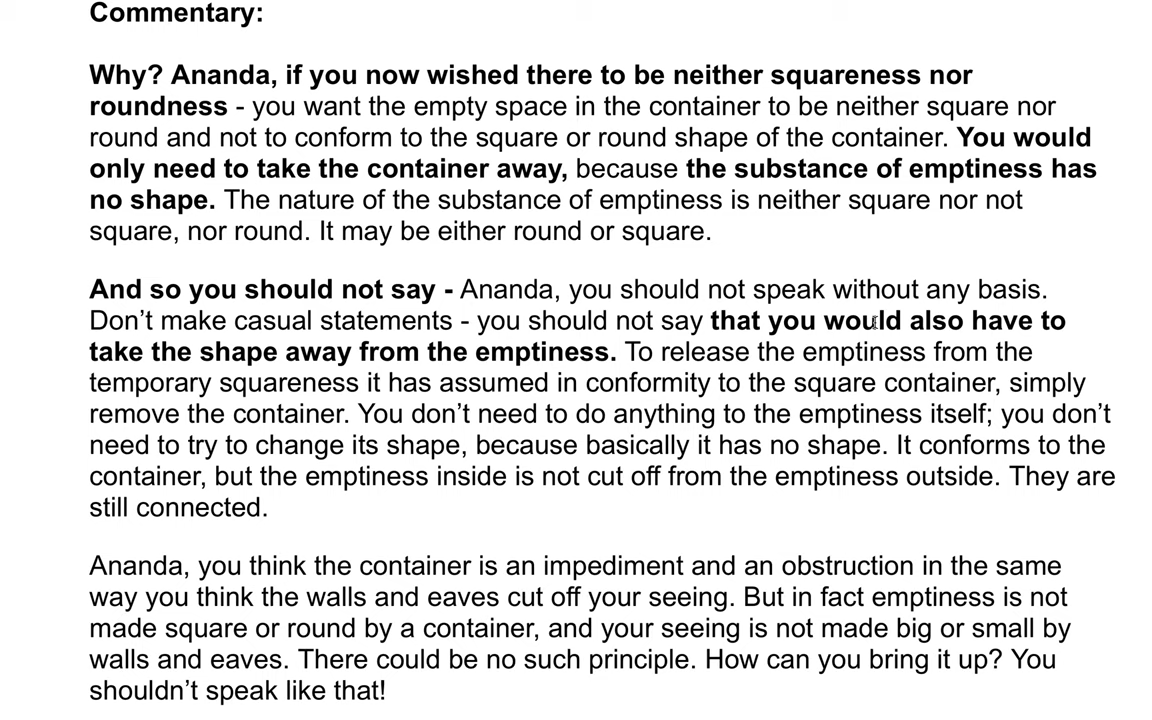 Commentary:
Why? Ananda, if you now wished there to be neither squareness nor
roundness - you want the empty space in the container to be neither square nor
round and not to conform to the square or round shape of the container. You would
only need to take the container away, because the substance of emptiness has
no shape. The nature of the substance of emptiness is neither square nor not
square, nor round. It may be either round or square.
And so you should not say - Ananda, you should not speak without any basis.
Don’t make casual statements - you should not say that you would also have to
take the shape away from the emptiness. To release the emptiness from the
temporary squareness it has assumed in conformity to the square container, simply
remove the container. You don’t need to do anything to the emptiness itself; you don’t
need to try to change its shape, because basically it has no shape. It conforms to the
container, but the emptiness inside is not cut off from the emptiness outside. They are
still connected.
Ananda, you think the container is an impediment and an obstruction in the same
way you think the walls and eaves cut off your seeing. But in fact emptiness is not
made square or round by a container, and your seeing is not made big or small by
walls and eaves. There could be no such principle. How can you bring it up? You
shouldn’t speak like that!